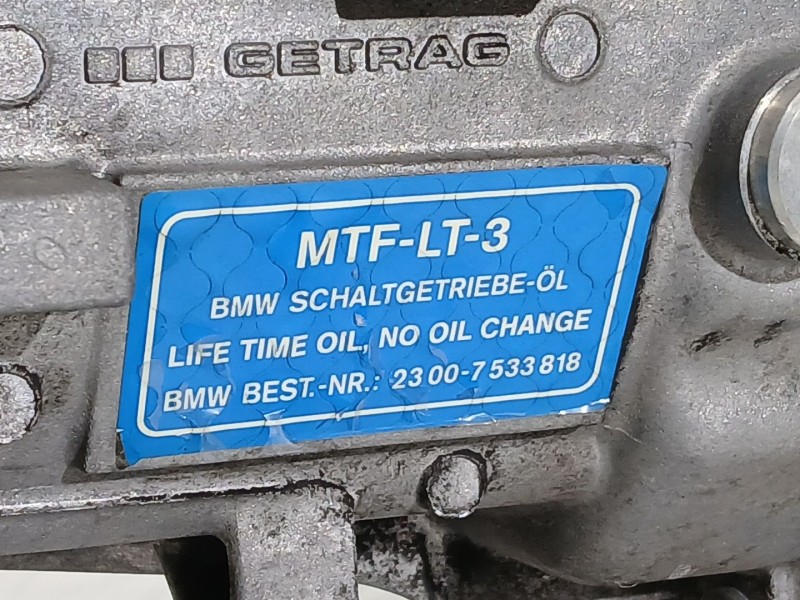 GETRAG
MTF-LT-3
BMW SCHALTGETRIEBE-ÖL
LIFE TIME OIL, NO OIL CHANGE
BMW BEST.-NR.: 23 00-7 533 818